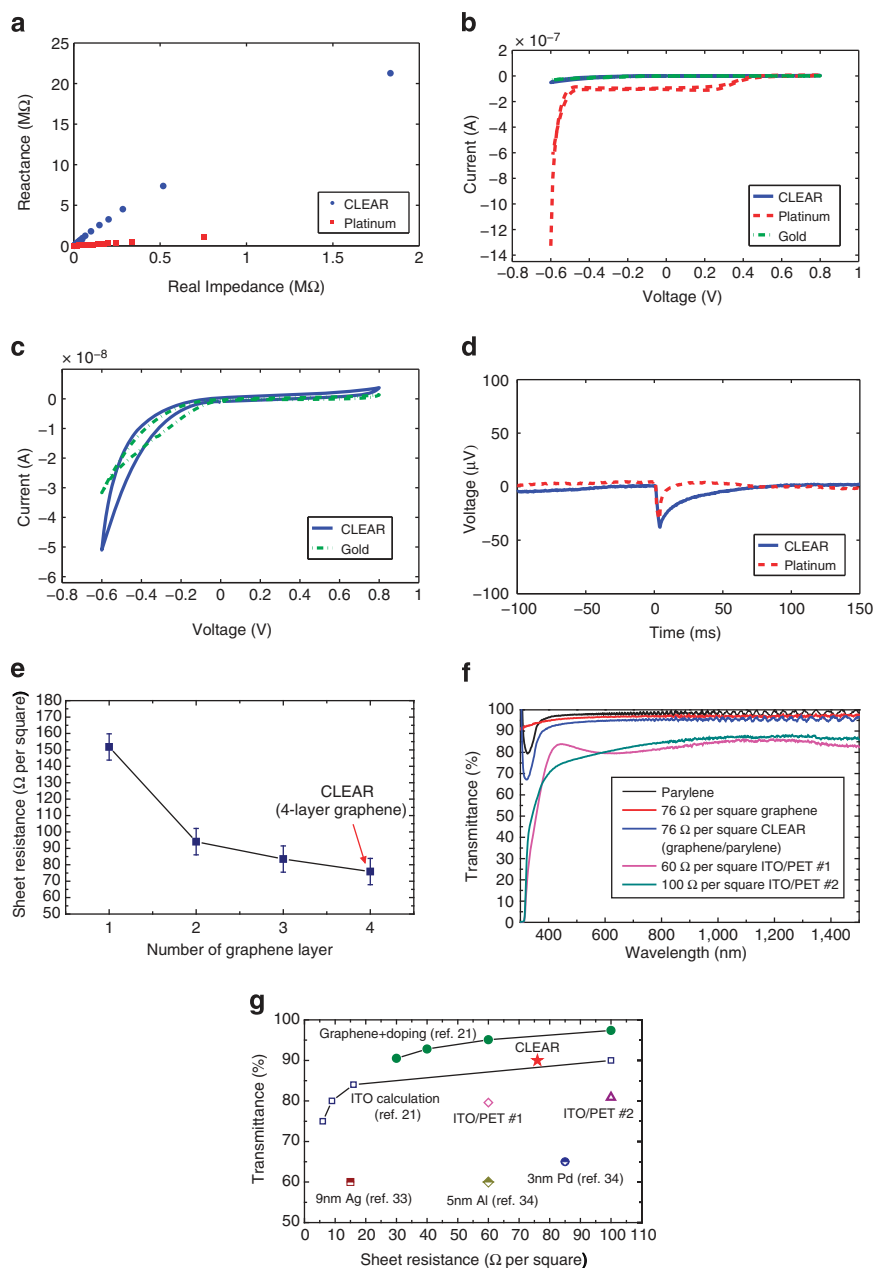 a
25
20
15
10
5
0
Reactance (MΩ)
CLEAR
Platinum
0 0.5 1 1.5 2
Real Impedance (MΩ)
b
× 10−7
2
0
−2
−4
−6
−8
−10
−12
−14
Current (A)
CLEAR
Platinum
Gold
−0.8 −0.6 −0.4 −0.2 0 0.2 0.4 0.6 0.8 1
Voltage (V)
c
× 10−8
0
−1
−2
−3
−4
−5
−6
Current (A)
CLEAR
Gold
−0.8 −0.6 −0.4 −0.2 0 0.2 0.4 0.6 0.8 1
Voltage (V)
d
100
50
0
−50
−100
Voltage (µV)
CLEAR
Platinum
−100 −50 0 50 100 150
Time (ms)
e
180
170
160
150
140
130
120
110
100
90
80
70
60
50
Sheet resistance (Ω per square)
CLEAR
(4-layer graphene)
1 2 3 4
Number of graphene layer
f
100
90
80
70
60
50
40
30
20
10
0
Transmittance (%)
Parylene
76 Ω per square graphene
76 Ω per square CLEAR
(graphene/parylene)
60 Ω per square ITO/PET #1
100 Ω per square ITO/PET #2
400 600 800 1,000 1,200 1,400
Wavelength (nm)
g
100
90
80
70
60
50
Transmittance (%)
Graphene+doping (ref. 21)
CLEAR
ITO calculation
(ref. 21)
ITO/PET #1
ITO/PET #2
9nm Ag (ref. 33)
5nm Al (ref. 34)
3nm Pd (ref. 34)
0 10 20 30 40 50 60 70 80 90 100 110
Sheet resistance (Ω per square)